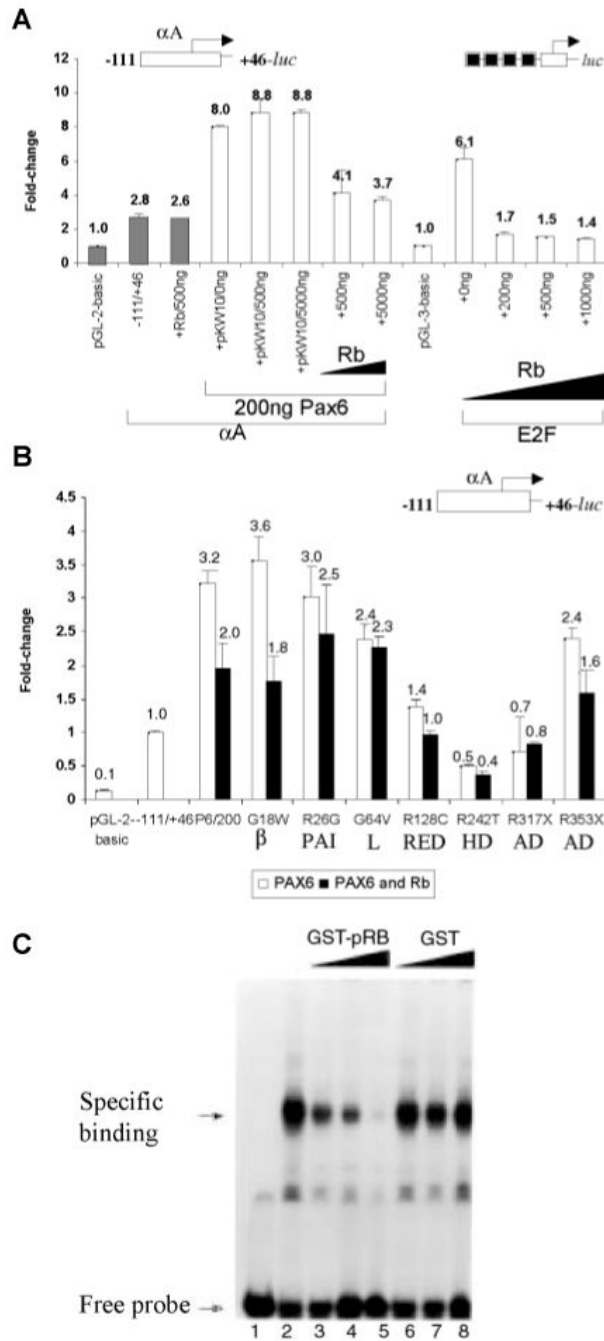 A
αA
-111
+46-luc
luc
12
10
8
6
4
2
0
Fold-change
1.0
2.8
2.6
8.0
8.8
8.8
4.1
3.7
1.0
6.1
1.7
1.5
1.4
pGL-2-basic
-111/+46
+Rb/500ng
+pKW10/0ng
+pKW10/500ng
+pKW10/5000ng
+500ng
+5000ng
pGL-3-basic
+0ng
+200ng
+500ng
+1000ng
Rb
Rb
200ng Pax6
αA
E2F
B
αA
-111
+46-luc
4.5
4
3.5
3
2.5
2
1.5
1
0.5
0
Fold-change
0.1
1.0
3.2
2.0
3.6
1.8
3.0
2.5
2.4
2.3
1.4
1.0
0.5
0.4
0.7
0.8
2.4
1.6
pGL-2- -111/+46 P6/200 G18W R26G G64V R128C R242T R317X R353X
basic β PAI L RED HD AD AD
PAX6 PAX6 and Rb
C
GST-pRB GST
Specific
binding
Free probe
1 2 3 4 5 6 7 8